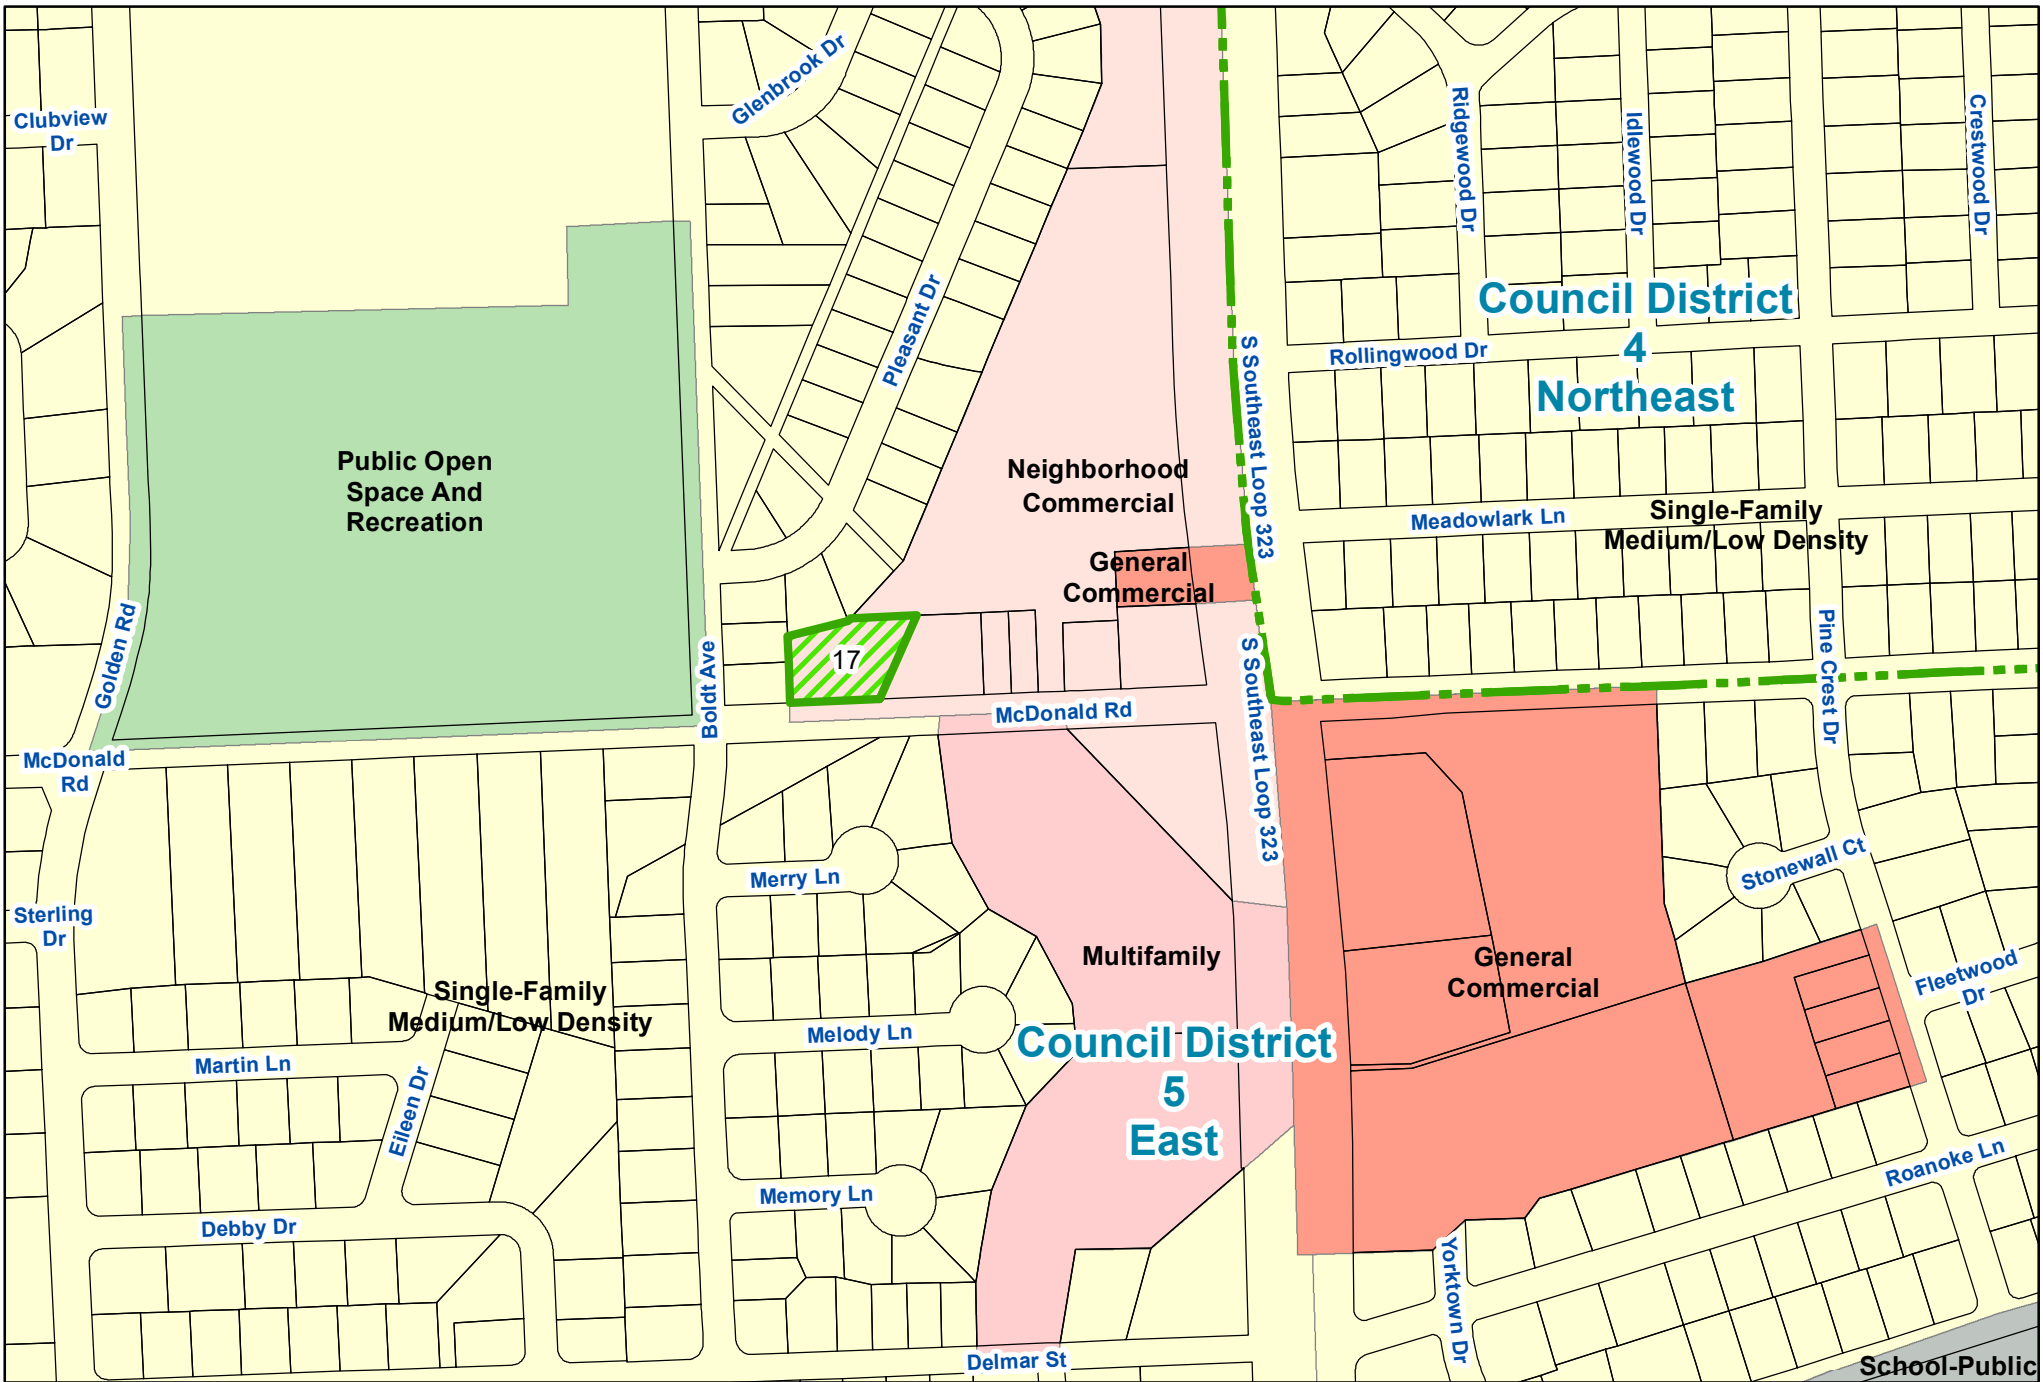 Glenbrook Dr
Clubview
Dr
Ridgewood Dr
Idlewood Dr
Crestwood Dr
Council District
4
Northeast
Pleasant Dr
Rollingwood Dr
S Southeast Loop 323
Public Open
Space And
Recreation
Neighborhood
Commercial
Meadowlark Ln
Single-Family
Medium/Low Density
General
Commercial
Golden Rd
Boldt Ave
17
S Southeast Loop 323
Pine Crest Dr
McDonald Rd
McDonald
Rd
Merry Ln
Stonewall Ct
Sterling
Dr
Multifamily
General
Commercial
Fleetwood
Dr
Single-Family
Medium/Low Density
Melody Ln
Council District
5
East
Martin Ln
Eileen Dr
Roanoke Ln
Memory Ln
Debby Dr
Yorktown Dr
Delmar St
School-Public